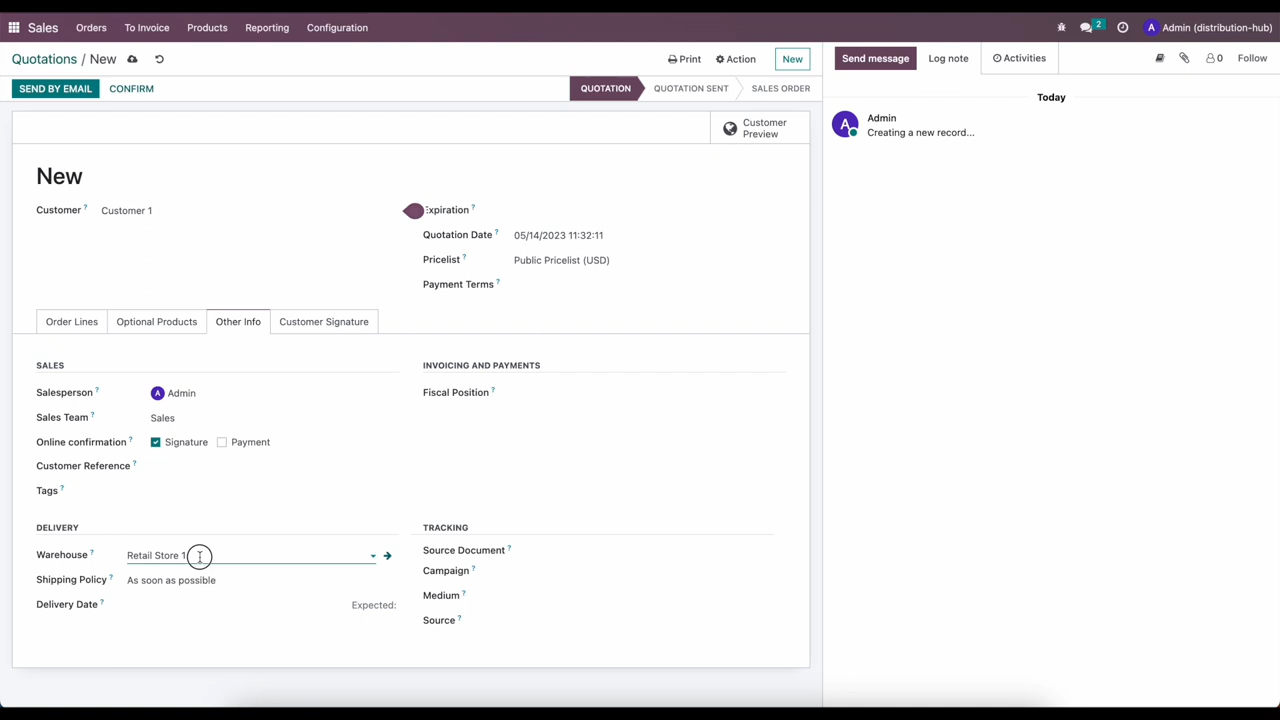 Sales Orders To Invoice Products Reporting Configuration 2 A Admin (distribution-hub)
Quotations / New Print Action New Send message Log note Activities 0 Follow
SEND BY EMAIL CONFIRM QUOTATION QUOTATION SENT SALES ORDER
Today
Customer Preview
A Admin
Creating a new record...
New
Customer ? Customer 1
Expiration ?
Quotation Date ? 05/14/2023 11:32:11
Pricelist ? Public Pricelist (USD)
Payment Terms ?
Order Lines Optional Products Other Info Customer Signature
SALES
Salesperson ? A Admin
Sales Team ? Sales
Online confirmation ? Signature Payment
Customer Reference ?
Tags ?
INVOICING AND PAYMENTS
Fiscal Position ?
DELIVERY
Warehouse ? Retail Store 1
Shipping Policy ? As soon as possible
Delivery Date ? Expected:
TRACKING
Source Document ?
Campaign ?
Medium ?
Source ?